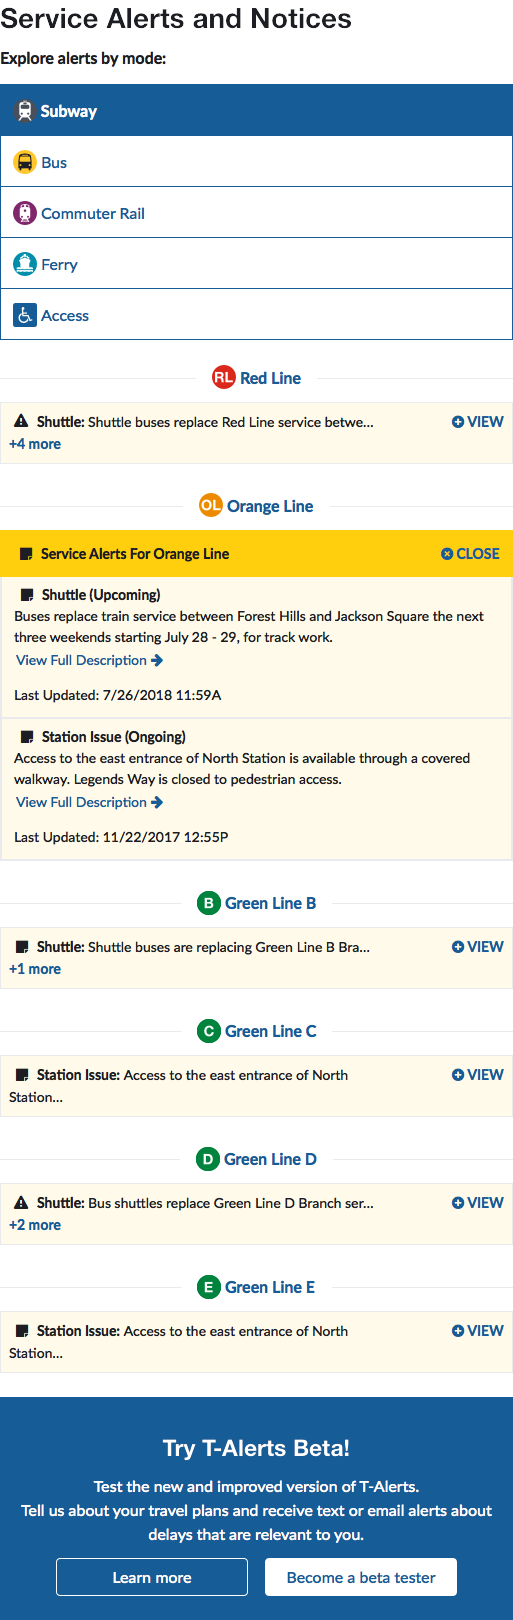 Service Alerts and Notices
Explore alerts by mode:
Subway
Bus
Commuter Rail
Ferry
Access
RL Red Line
Shuttle: Shuttle buses replace Red Line service betwe... VIEW
+4 more
OL Orange Line
Service Alerts For Orange Line CLOSE
Shuttle (Upcoming)
Buses replace train service between Forest Hills and Jackson Square the next
three weekends starting July 28 - 29, for track work.
View Full Description
Last Updated: 7/26/2018 11:59A
Station Issue (Ongoing)
Access to the east entrance of North Station is available through a covered
walkway. Legends Way is closed to pedestrian access.
View Full Description
Last Updated: 11/22/2017 12:55P
B Green Line B
Shuttle: Shuttle buses are replacing Green Line B Bra... VIEW
+1 more
C Green Line C
Station Issue: Access to the east entrance of North VIEW
Station...
D Green Line D
Shuttle: Bus shuttles replace Green Line D Branch ser... VIEW
+2 more
E Green Line E
Station Issue: Access to the east entrance of North VIEW
Station...
Try T-Alerts Beta!
Test the new and improved version of T-Alerts.
Tell us about your travel plans and receive text or email alerts about
delays that are relevant to you.
Learn more Become a beta tester